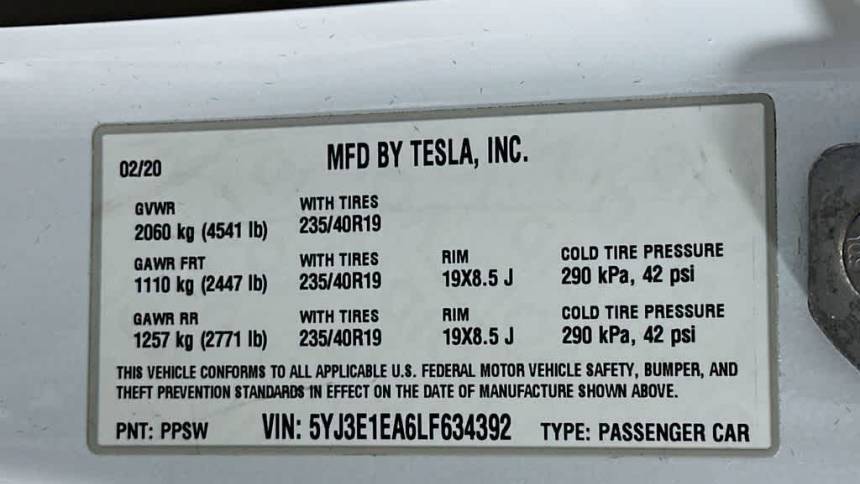 02/20 MFD BY TESLA, INC.
GVWR WITH TIRES
2060 kg (4541 lb) 235/40R19
GAWR FRT WITH TIRES RIM COLD TIRE PRESSURE
1110 kg (2447 lb) 235/40R19 19X8.5 J 290 kPa, 42 psi
GAWR RR WITH TIRES RIM COLD TIRE PRESSURE
1257 kg (2771 lb) 235/40R19 19X8.5 J 290 kPa, 42 psi
THIS VEHICLE CONFORMS TO ALL APPLICABLE U.S. FEDERAL MOTOR VEHICLE SAFETY, BUMPER, AND
THEFT PREVENTION STANDARDS IN EFFECT ON THE DATE OF MANUFACTURE SHOWN ABOVE.
PNT: PPSW VIN: 5YJ3E1EA6LF634392 TYPE: PASSENGER CAR